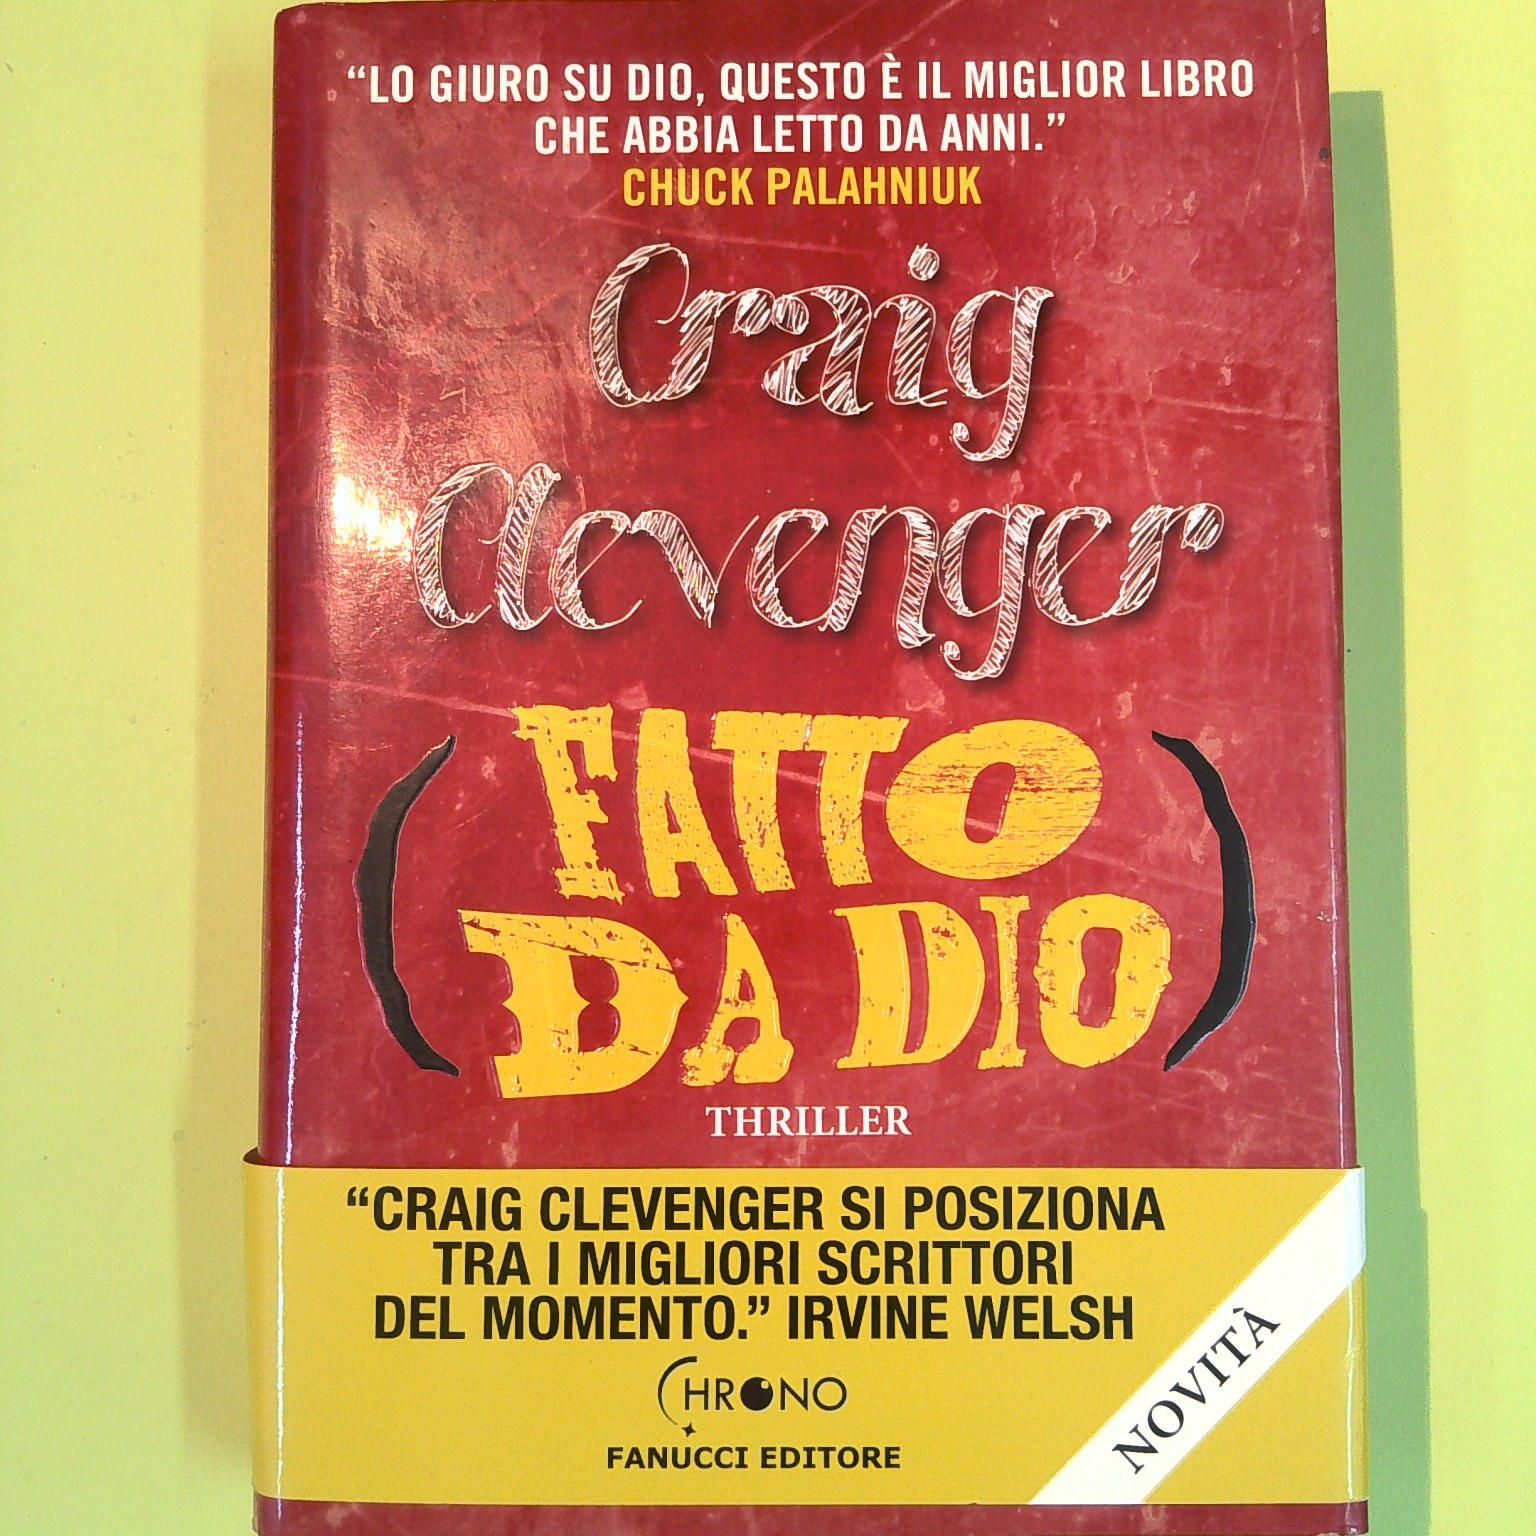 “LO GIURO SU DIO, QUESTO È IL MIGLIOR LIBRO
CHE ABBIA LETTO DA ANNI.”
CHUCK PALAHNIUK
Craig
Clevenger
(FATTO
DA DIO)
THRILLER
“CRAIG CLEVENGER SI POSIZIONA
TRA I MIGLIORI SCRITTORI
DEL MOMENTO.” IRVINE WELSH
CHRONO
FANUCCI EDITORE
NOVITÀ